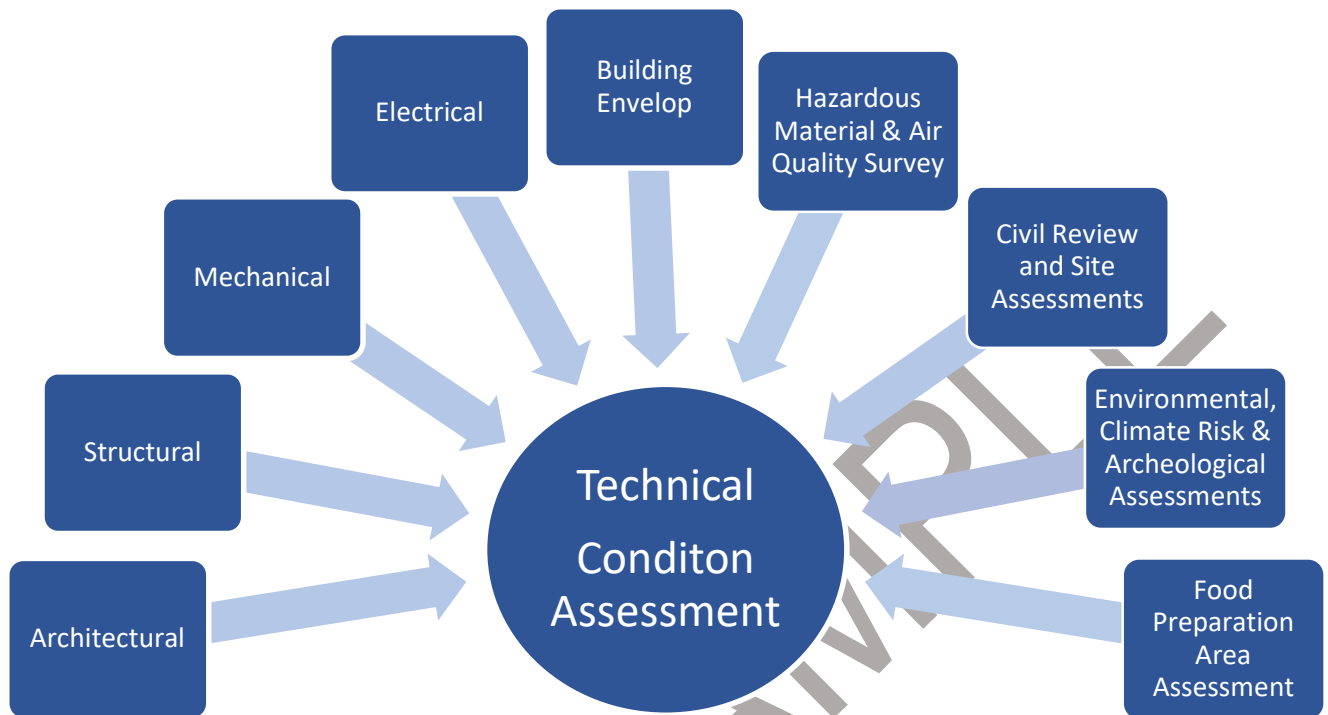 Architectural
Structural
Mechanical
Electrical
Building
Envelop
Hazardous
Material & Air
Quality Survey
Civil Review
and Site
Assessments
Environmental,
Climate Risk &
Archeological
Assessments
Food
Preparation
Area
Assessment
Technical
Conditon
Assessment